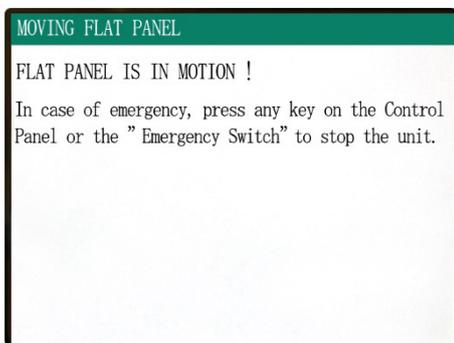 MOVING FLAT PANEL
FLAT PANEL IS IN MOTION !
In case of emergency, press any key on the Control
Panel or the ” Emergency Switch” to stop the unit.